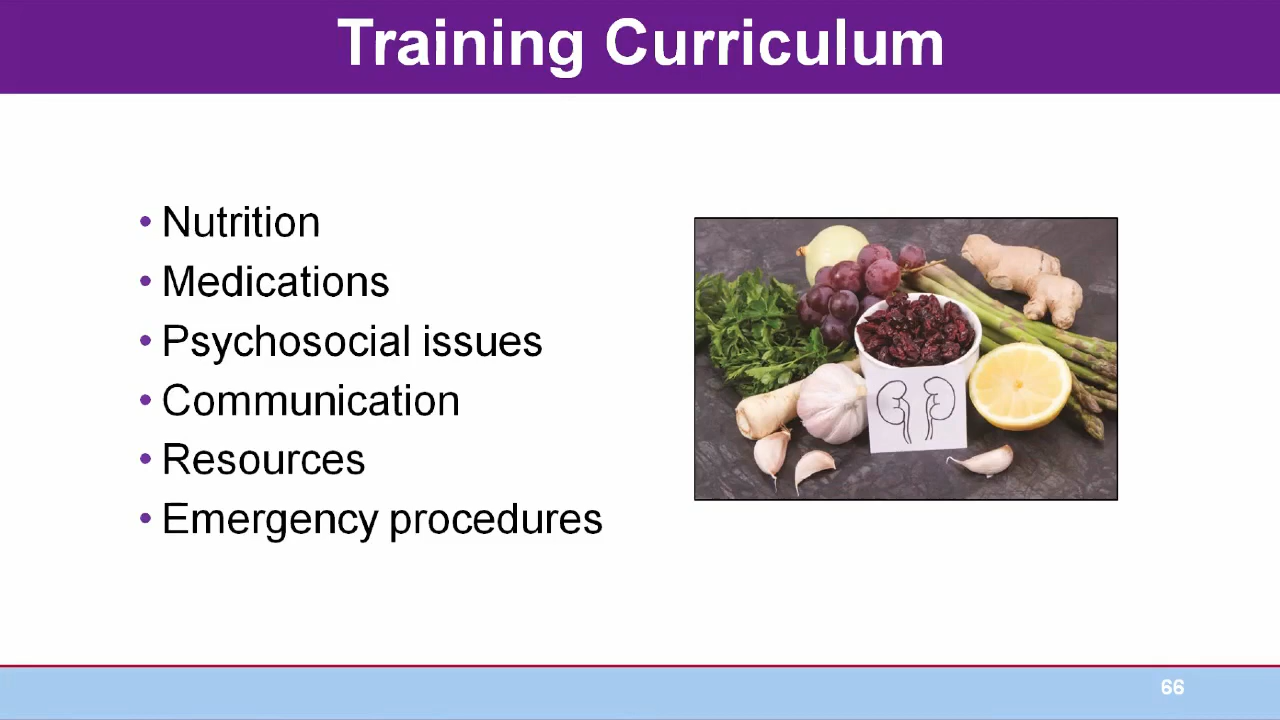 Training Curriculum
• Nutrition
• Medications
• Psychosocial issues
• Communication
• Resources
• Emergency procedures
66